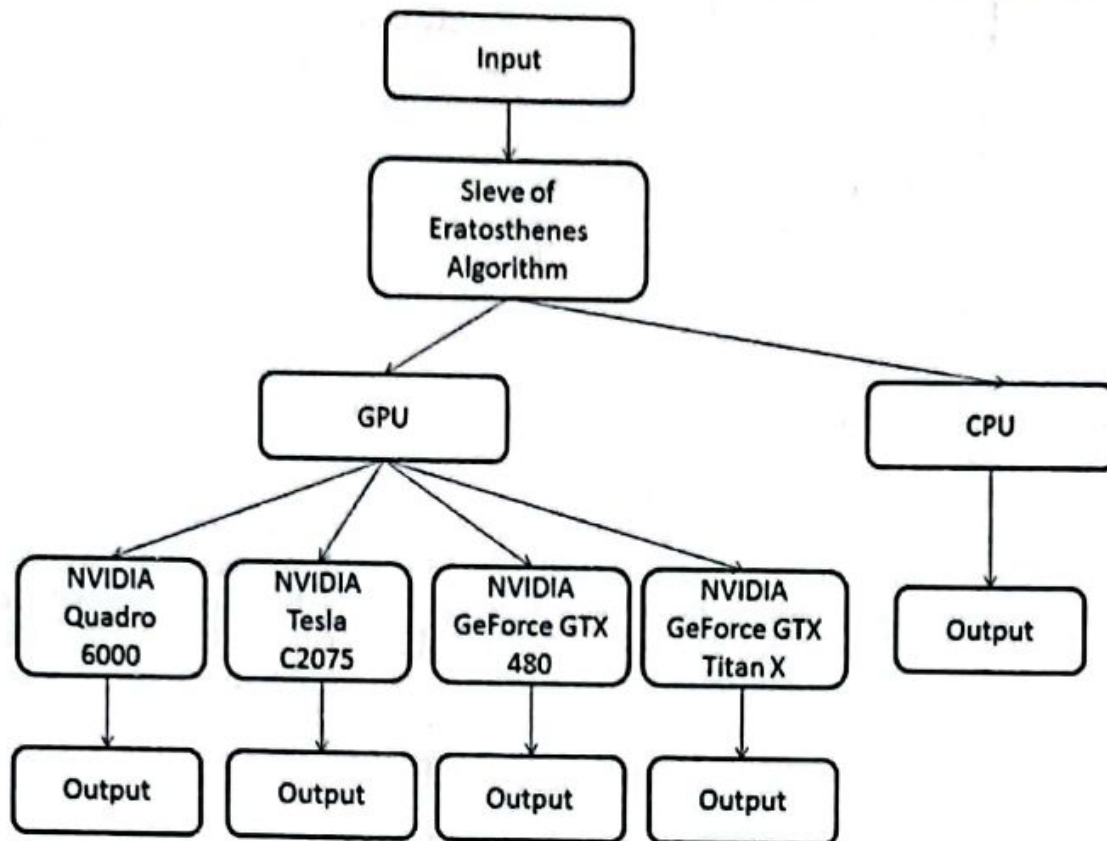 Input
Sieve of
Eratosthenes
Algorithm
GPU
CPU
NVIDIA
Quadro
6000
NVIDIA
Tesla
C2075
NVIDIA
GeForce GTX
480
NVIDIA
GeForce GTX
Titan X
Output
Output
Output
Output
Output